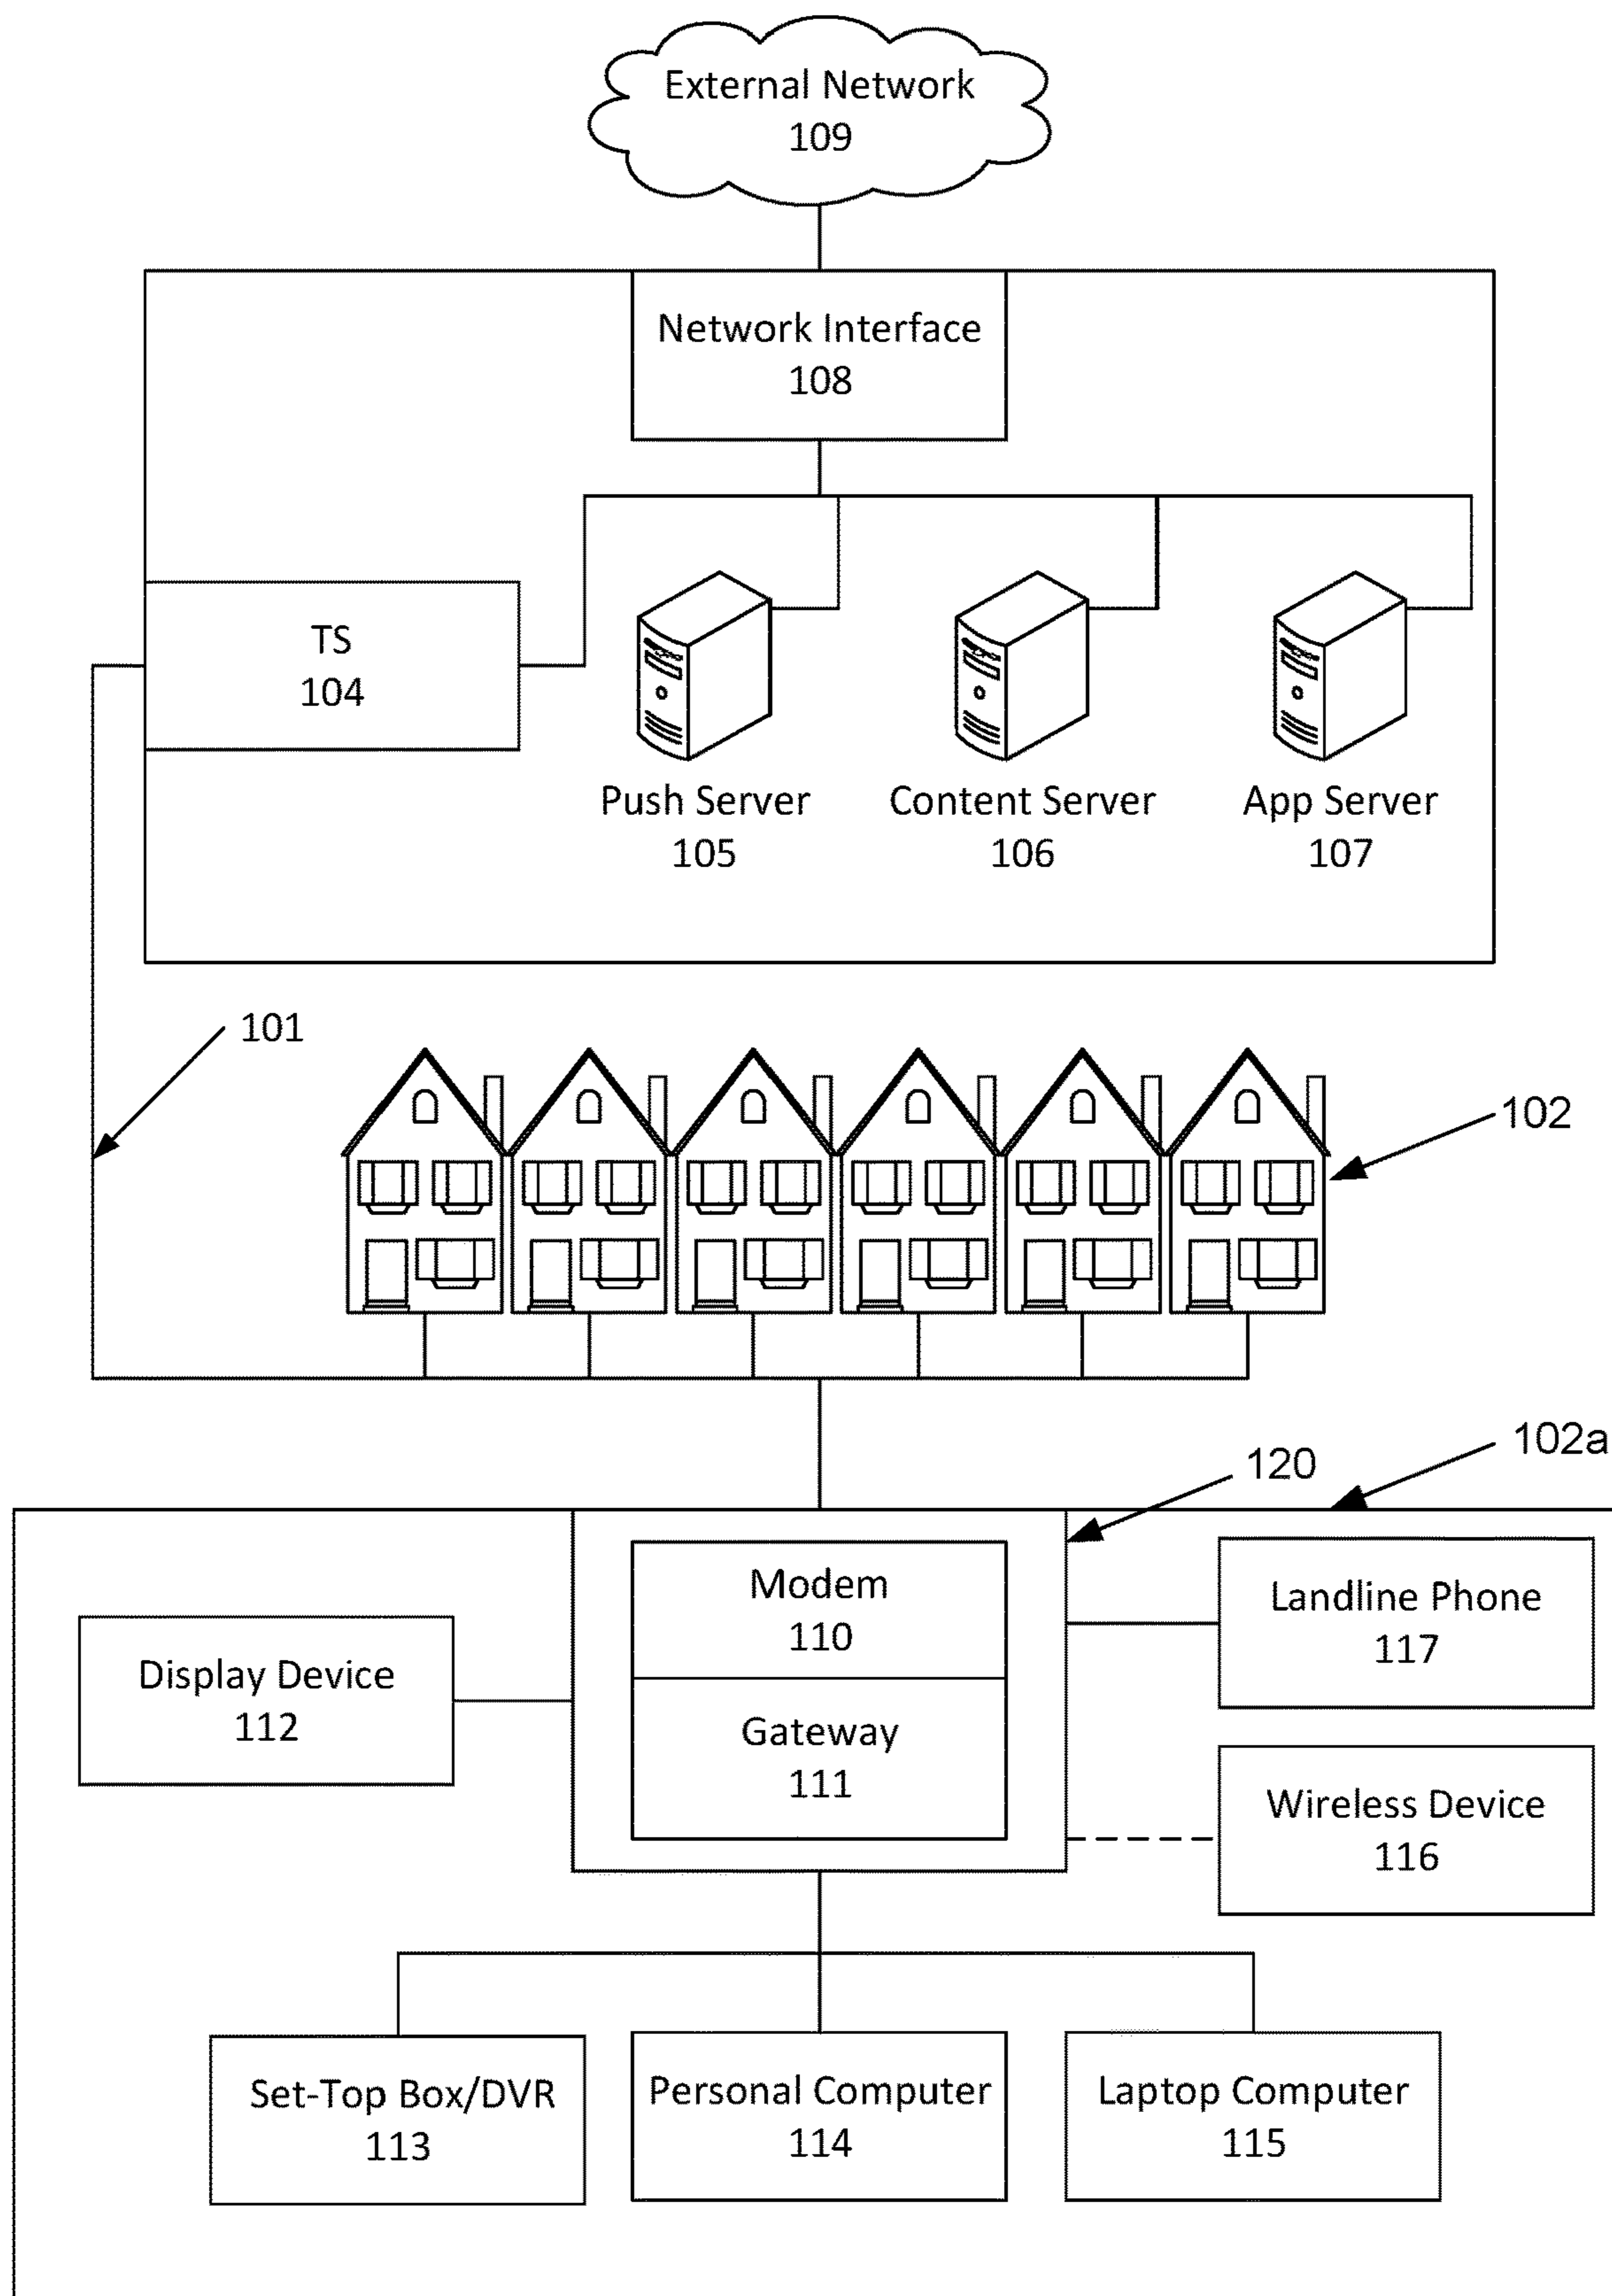 External Network
109
Network Interface
108
TS
104
Push Server
105
Content Server
106
App Server
107
101
102
102a
120
Modem
110
Landline Phone
117
Display Device
112
Gateway
111
Wireless Device
116
Set-Top Box/DVR
113
Personal Computer
114
Laptop Computer
115